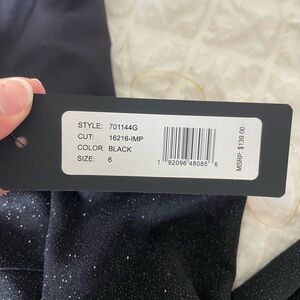 STYLE: 701144G
CUT: 16216-IMP
COLOR: BLACK
SIZE: 6
1 92096 48085 6
MSRP: $139.00